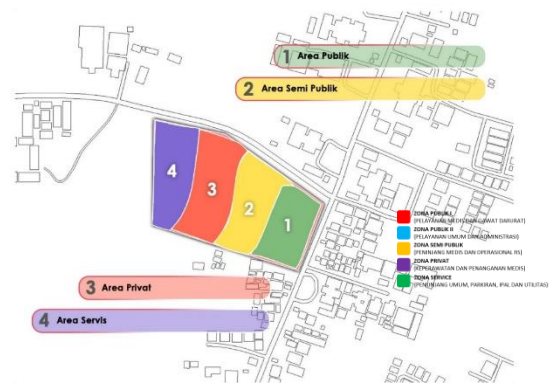 1 Area Publik
2 Area Semi Publik
4
3
2
1
ZONA PUBLIK I
(PELAYANAN MEDIS DAN GAWAT DARURAT)
ZONA PUBLIK II
(PELAYANAN UMUM DAN ADMINISTRASI)
ZONA SEMI PUBLIK
(PENINJANG MEDIS DAN OPERASIONAL RS)
ZONA PRIVAT
(KEPERAWATAN DAN PENANGANAN MEDIS)
ZONA SERVICE
(PENUNJANG UMUM, PARKIRAN, IPAL DAN UTILITAS)
3 Area Privat
4 Area Servis